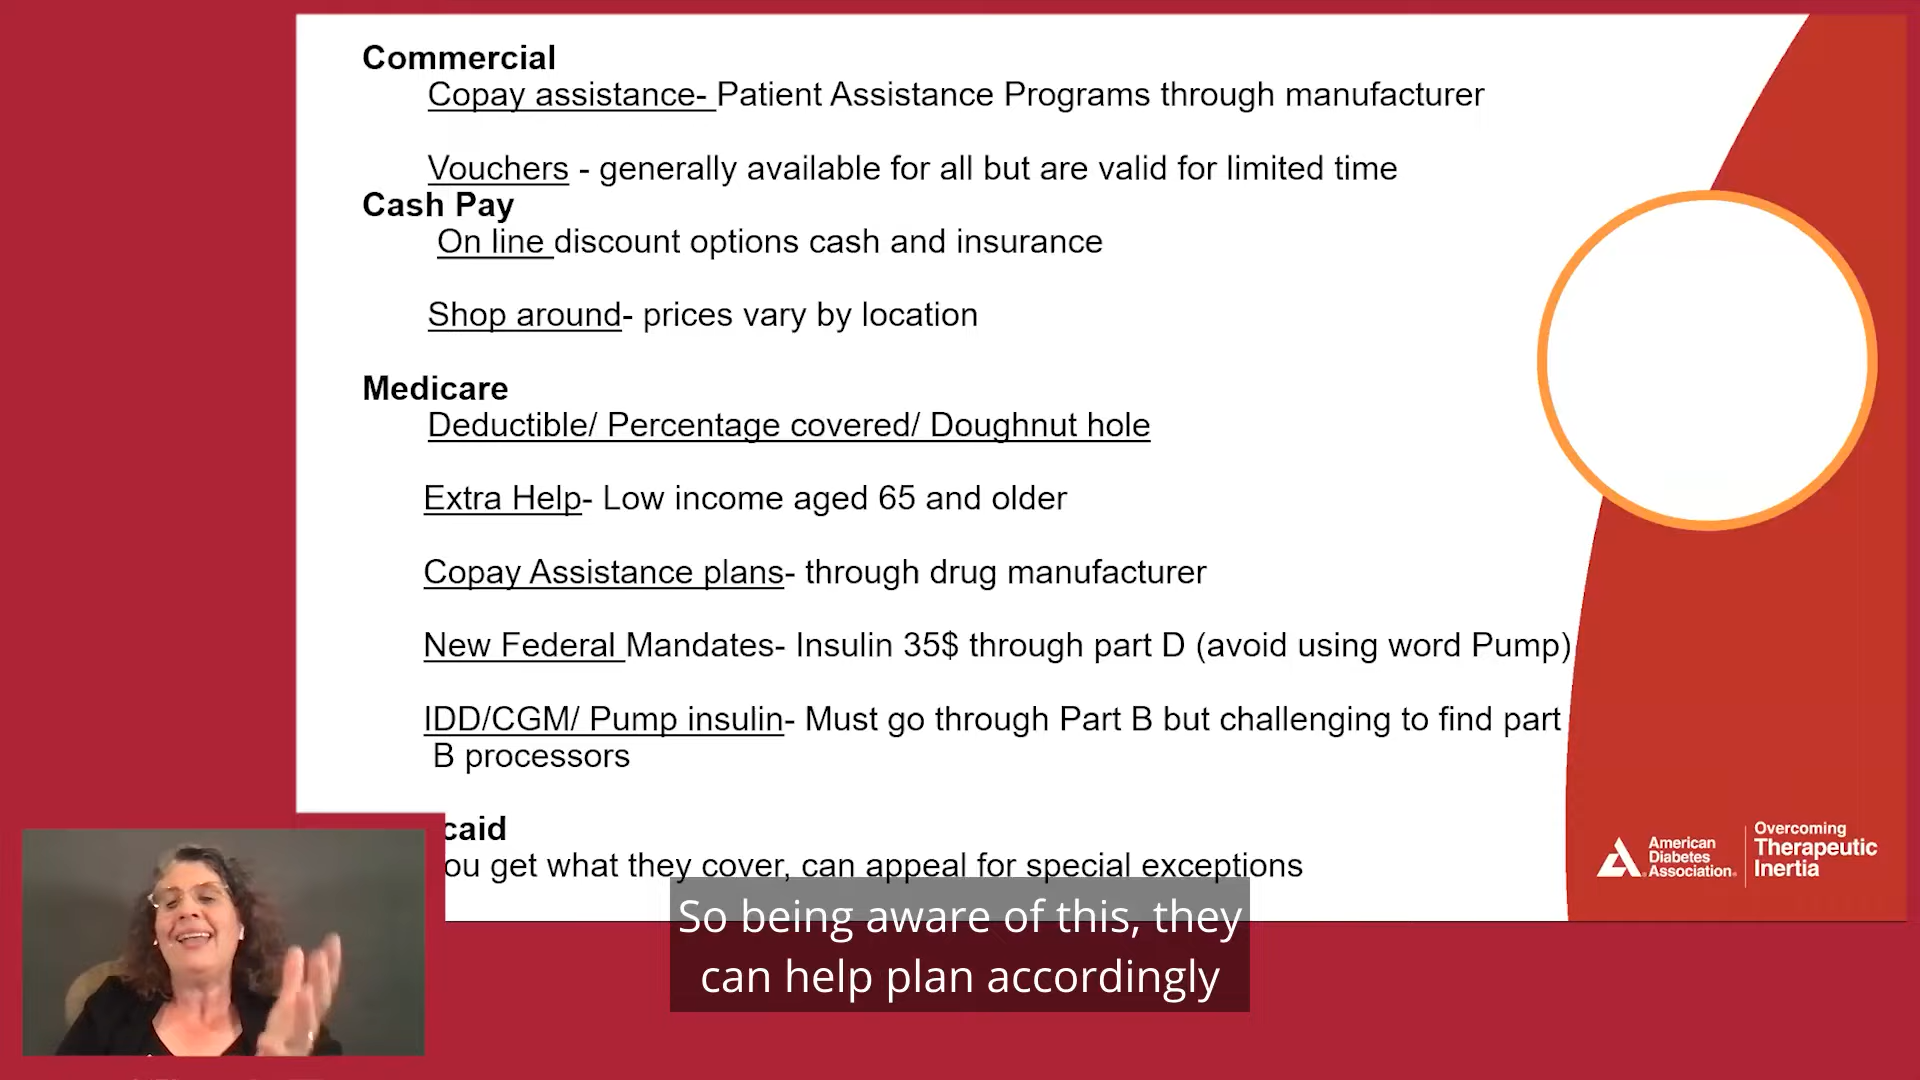 Commercial
Copay assistance- Patient Assistance Programs through manufacturer
Vouchers - generally available for all but are valid for limited time
Cash Pay
On line discount options cash and insurance
Shop around- prices vary by location
Medicare
Deductible/ Percentage covered/ Doughnut hole
Extra Help- Low income aged 65 and older
Copay Assistance plans- through drug manufacturer
New Federal Mandates- Insulin 35$ through part D (avoid using word Pump)
IDD/CGM/ Pump insulin- Must go through Part B but challenging to find part
B processors
caid
ou get what they cover, can appeal for special exceptions
American
Diabetes
Association.
Overcoming
Therapeutic
Inertia
So being aware of this, they
can help plan accordingly